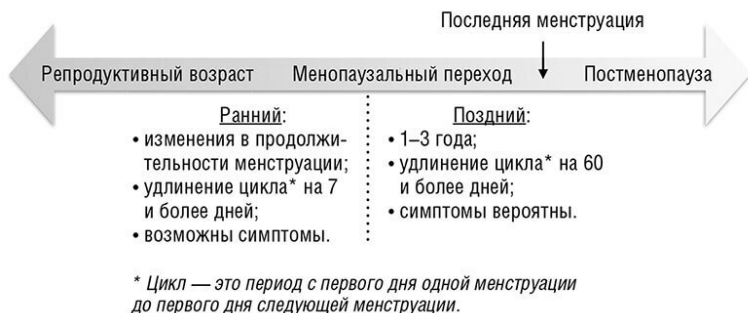 Последняя менструация
Репродуктивный возраст
Менопаузальный переход
Постменопауза
Ранний:
• изменения в продолжи-
тельности менструации;
• удлинение цикла* на 7
и более дней;
• возможны симптомы.
Поздний:
• 1–3 года;
• удлинение цикла* на 60
и более дней;
• симптомы вероятны.
* Цикл — это период с первого дня одной менструации
до первого дня следующей менструации.